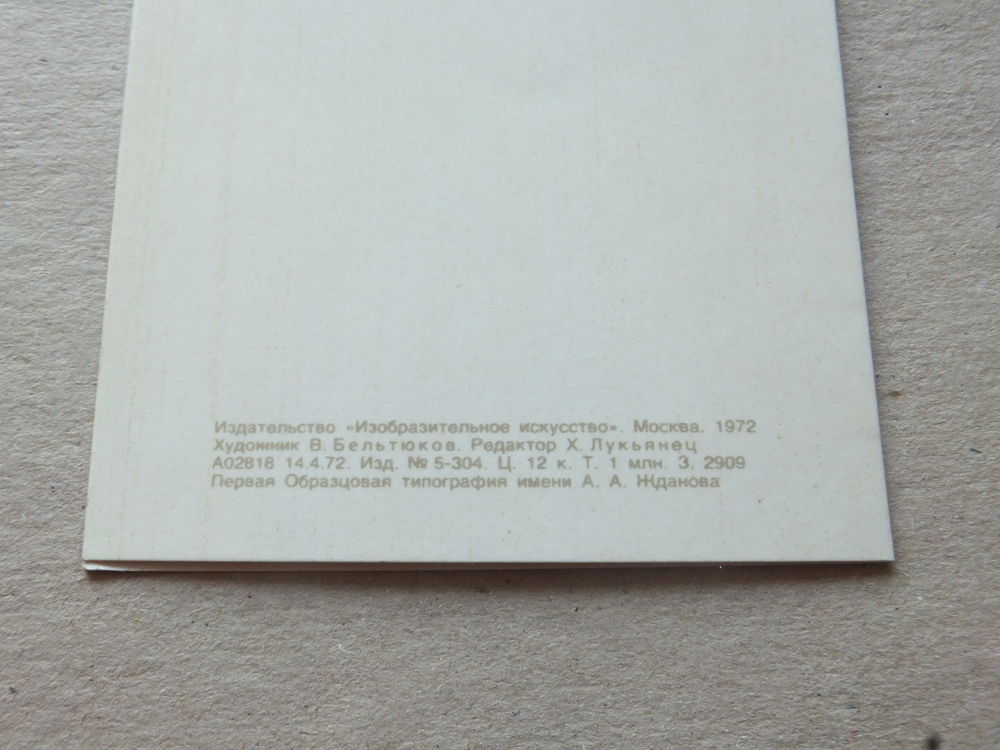 Издательство «Изобразительное искусство». Москва. 1972
Художник В. Бельтюков. Редактор Х. Лукьянец
А02818 14.4.72. Изд. № 5-304. Ц. 12 к. Т. 1 млн. З. 2909
Первая Образцовая типография имени А. А. Жданова